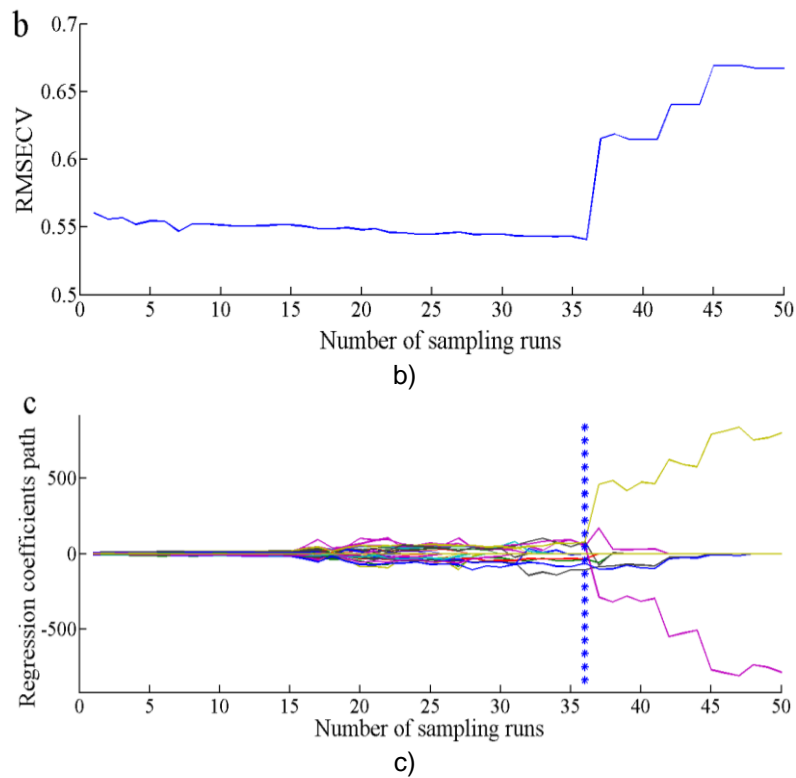 b
0.7
0.65
0.6
0.55
0.5
RMSECV
0 5 10 15 20 25 30 35 40 45 50
Number of sampling runs
b)
c
500
0
-500
Regression coefficients path
0 5 10 15 20 25 30 35 40 45 50
Number of sampling runs
c)